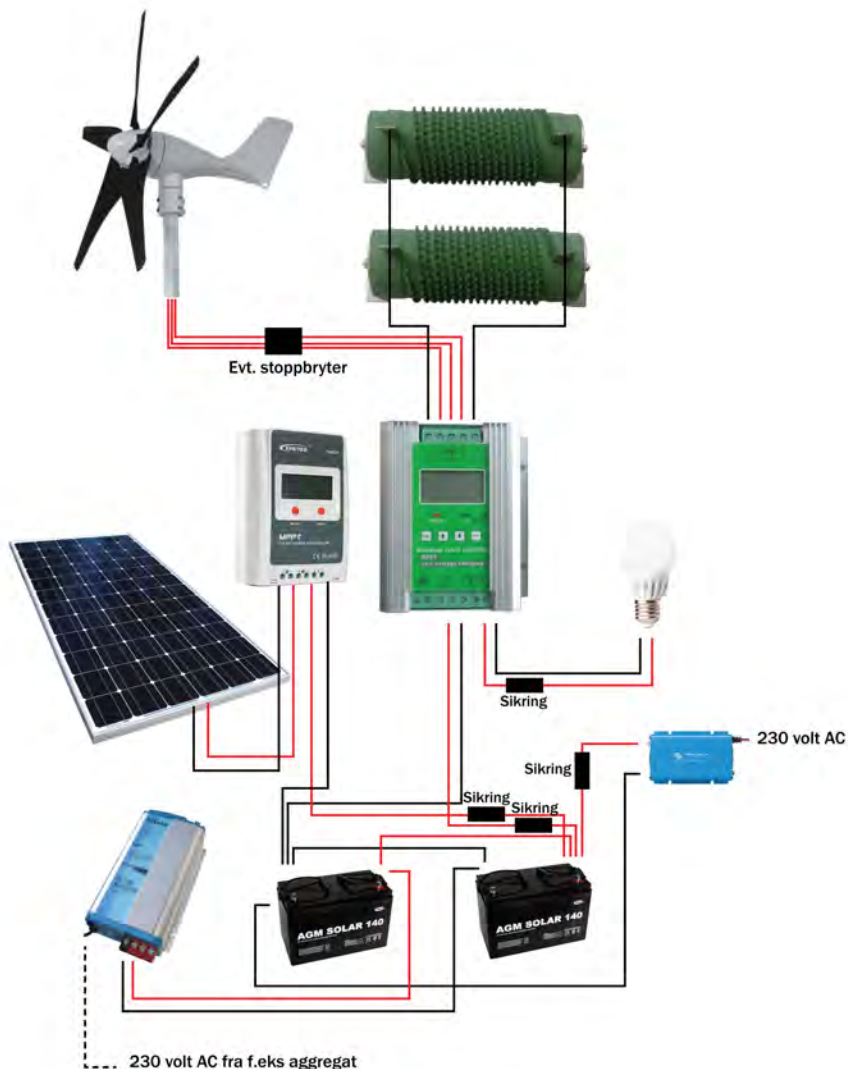 Evt. stoppbryter
MPPT
MPPT
Sikring
230 volt AC
Sikring
Sikring
Sikring
AGM SOLAR 140
AGM SOLAR 140
230 volt AC fra f.eks aggregat